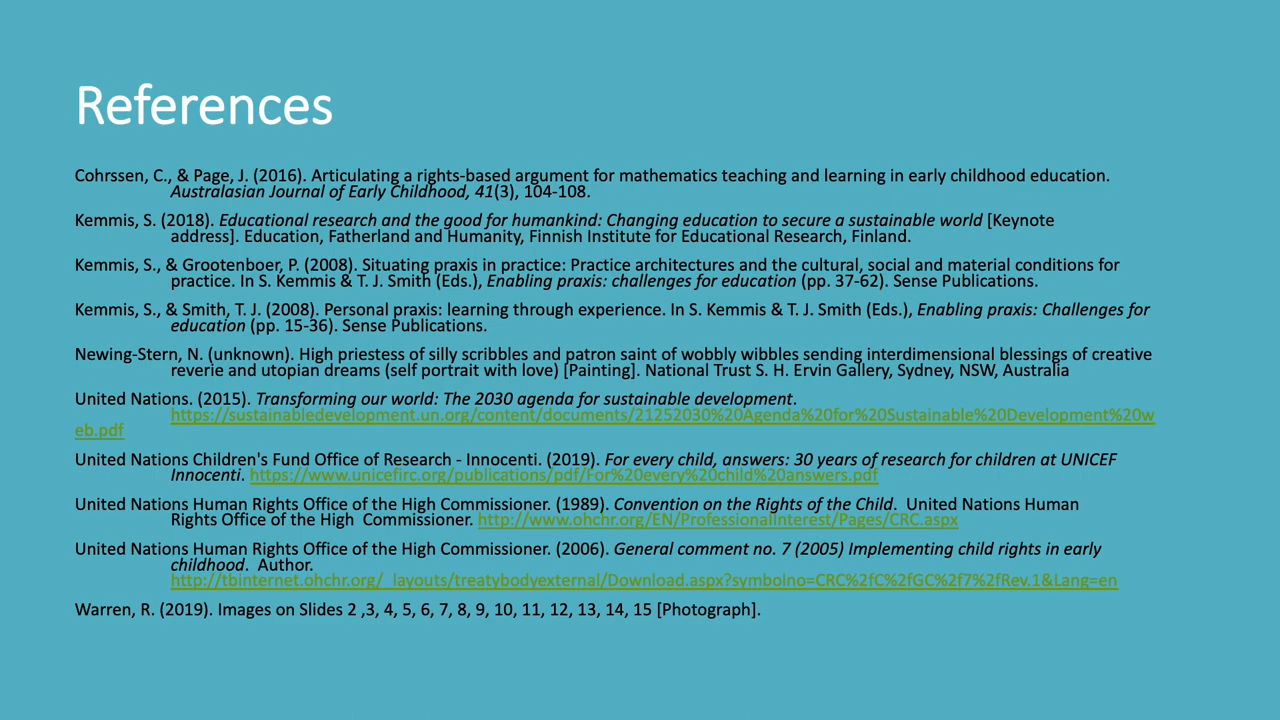 References
Cohrssen, C., & Page, J. (2016). Articulating a rights-based argument for mathematics teaching and learning in early childhood education.
Australasian Journal of Early Childhood, 41(3), 104-108.
Kemmis, S. (2018). Educational research and the good for humankind: Changing education to secure a sustainable world [Keynote
address]. Education, Fatherland and Humanity, Finnish Institute for Educational Research, Finland.
Kemmis, S., & Grootenboer, P. (2008). Situating praxis in practice: Practice architectures and the cultural, social and material conditions for
practice. In S. Kemmis & T. J. Smith (Eds.), Enabling praxis: challenges for education (pp. 37-62). Sense Publications.
Kemmis, S., & Smith, T. J. (2008). Personal praxis: learning through experience. In S. Kemmis & T. J. Smith (Eds.), Enabling praxis: Challenges for
education (pp. 15-36). Sense Publications.
Newing-Stern, N. (unknown). High priestess of silly scribbles and patron saint of wobbly wibbles sending interdimensional blessings of creative
reverie and utopian dreams (self portrait with love) [Painting]. National Trust S. H. Ervin Gallery, Sydney, NSW, Australia
United Nations. (2015). Transforming our world: The 2030 agenda for sustainable development.
https://sustainabledevelopment.un.org/content/documents/21252030%20Agenda%20for%20Sustainable%20Development%20w
eb.pdf
United Nations Children's Fund Office of Research - Innocenti. (2019). For every child, answers: 30 years of research for children at UNICEF
Innocenti. https://www.unicefirc.org/publications/pdf/For%20every%20child%20answers.pdf
United Nations Human Rights Office of the High Commissioner. (1989). Convention on the Rights of the Child.  United Nations Human
Rights Office of the High  Commissioner. http://www.ohchr.org/EN/ProfessionalInterest/Pages/CRC.aspx
United Nations Human Rights Office of the High Commissioner. (2006). General comment no. 7 (2005) Implementing child rights in early
childhood.  Author.
http://tbinternet.ohchr.org/_layouts/treatybodyexternal/Download.aspx?symbolno=CRC%2fC%2fGC%2f7%2fRev.1&Lang=en
Warren, R. (2019). Images on Slides 2 ,3, 4, 5, 6, 7, 8, 9, 10, 11, 12, 13, 14, 15 [Photograph].